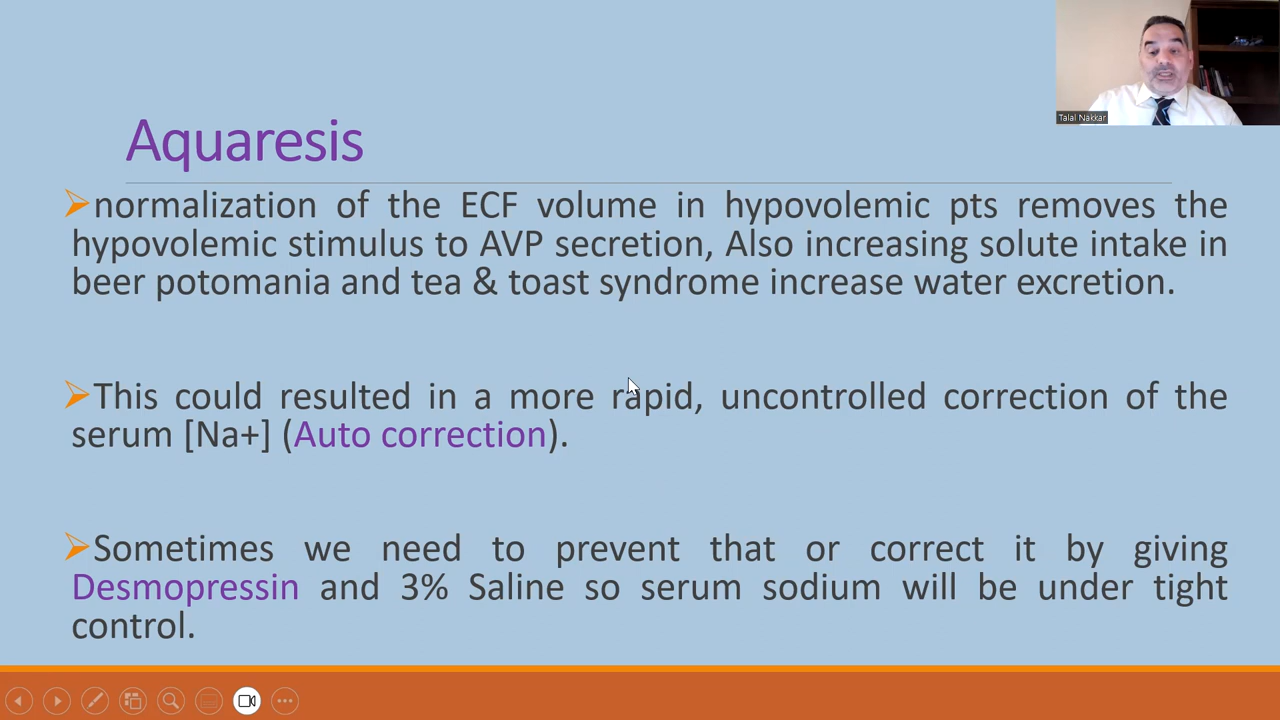 Talal Nakkar
Aquaresis
normalization of the ECF volume in hypovolemic pts removes the
hypovolemic stimulus to AVP secretion, Also increasing solute intake in
beer potomania and tea & toast syndrome increase water excretion.
This could resulted in a more rapid, uncontrolled correction of the
serum [Na+] (Auto correction).
Sometimes we need to prevent that or correct it by giving
Desmopressin and 3% Saline so serum sodium will be under tight
control.